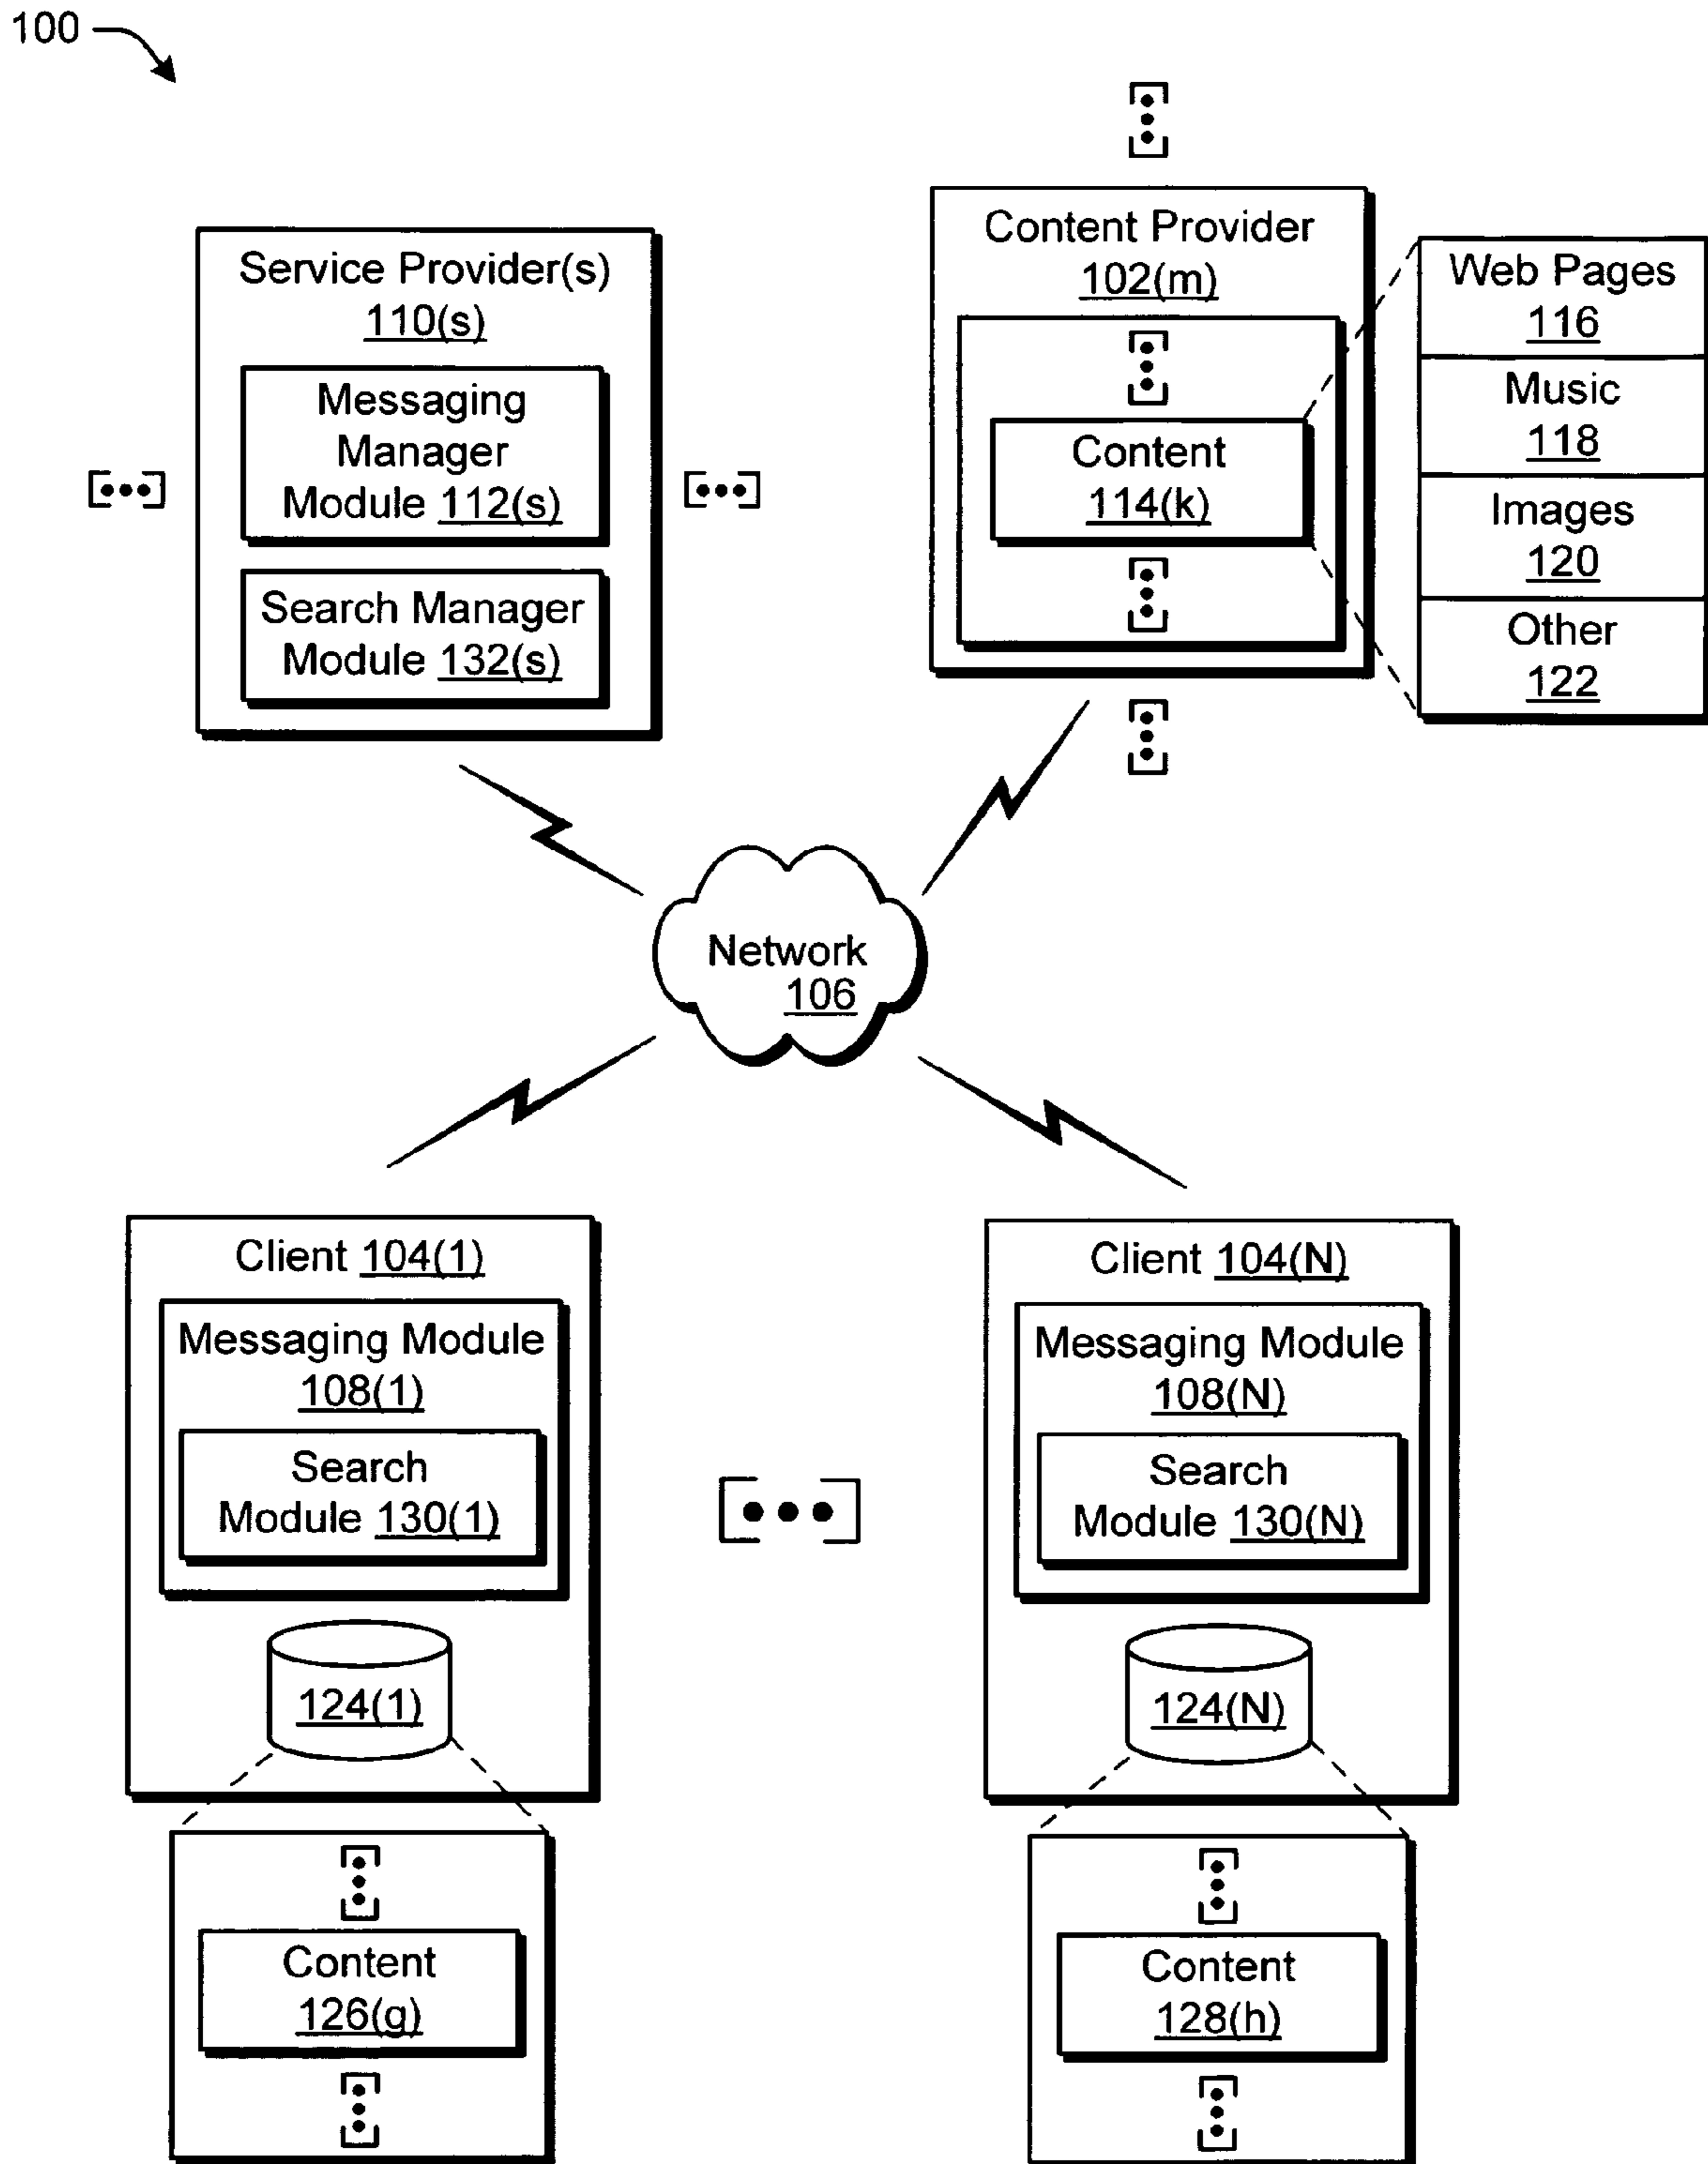 100
Service Provider(s)
110(s)
Messaging
Manager
Module 112(s)
Search Manager
Module 132(s)
Content Provider
102(m)
Content
114(k)
Web Pages
116
Music
118
Images
120
Other
122
Network
106
Client 104(1)
Messaging Module
108(1)
Search
Module 130(1)
124(1)
Content
126(g)
Client 104(N)
Messaging Module
108(N)
Search
Module 130(N)
124(N)
Content
128(h)